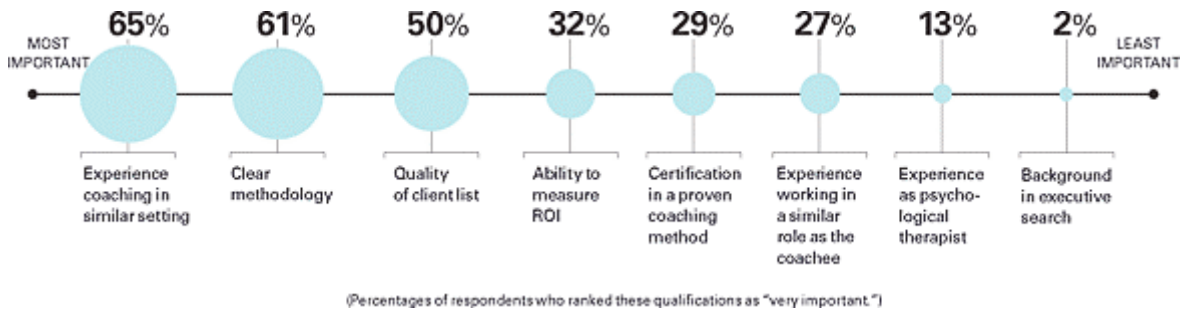 65%
61%
50%
32%
29%
27%
13%
2%
MOST
IMPORTANT
LEAST
IMPORTANT
Experience
coaching in
similar setting
Clear
methodology
Quality
of client list
Ability to
measure
ROI
Certification
in a proven
coaching
method
Experience
working in
a similar
role as the
coachee
Experience
as psycho-
logical
therapist
Background
in executive
search
(Percentages of respondents who ranked these qualifications as “very important.”)